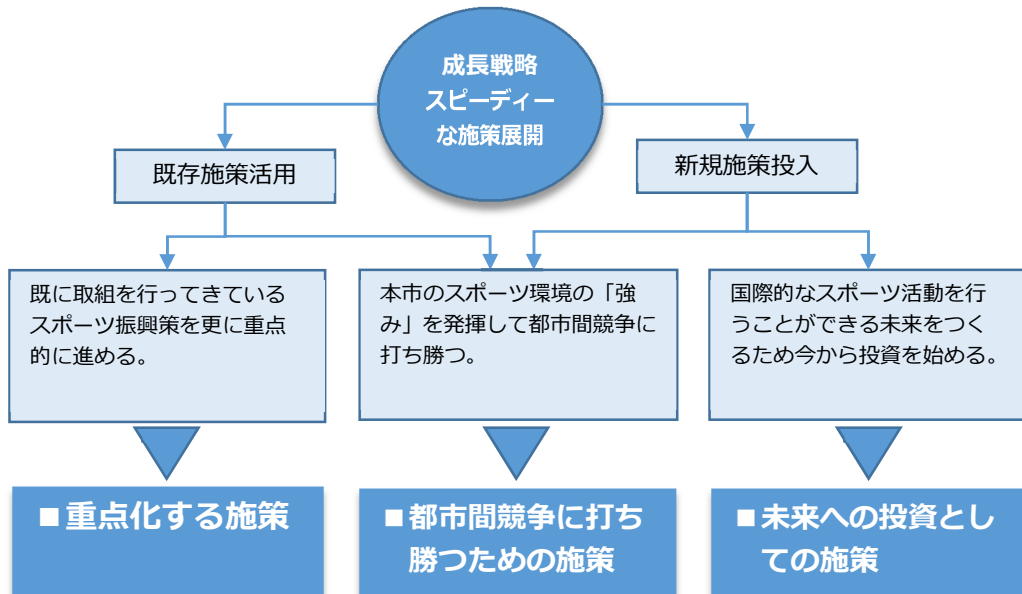 成長戦略
スピーディー
な施策展開
既存施策活用
新規施策投入
既に取組を行ってきている
スポーツ振興策を更に重点
的に進める。
本市のスポーツ環境の「強
み」を発揮して都市間競争に
打ち勝つ。
国際的なスポーツ活動を行
うことができる未来をつく
るため今から投資を始める。
■重点化する施策
■都市間競争に打ち
勝つための施策
■未来への投資とし
ての施策